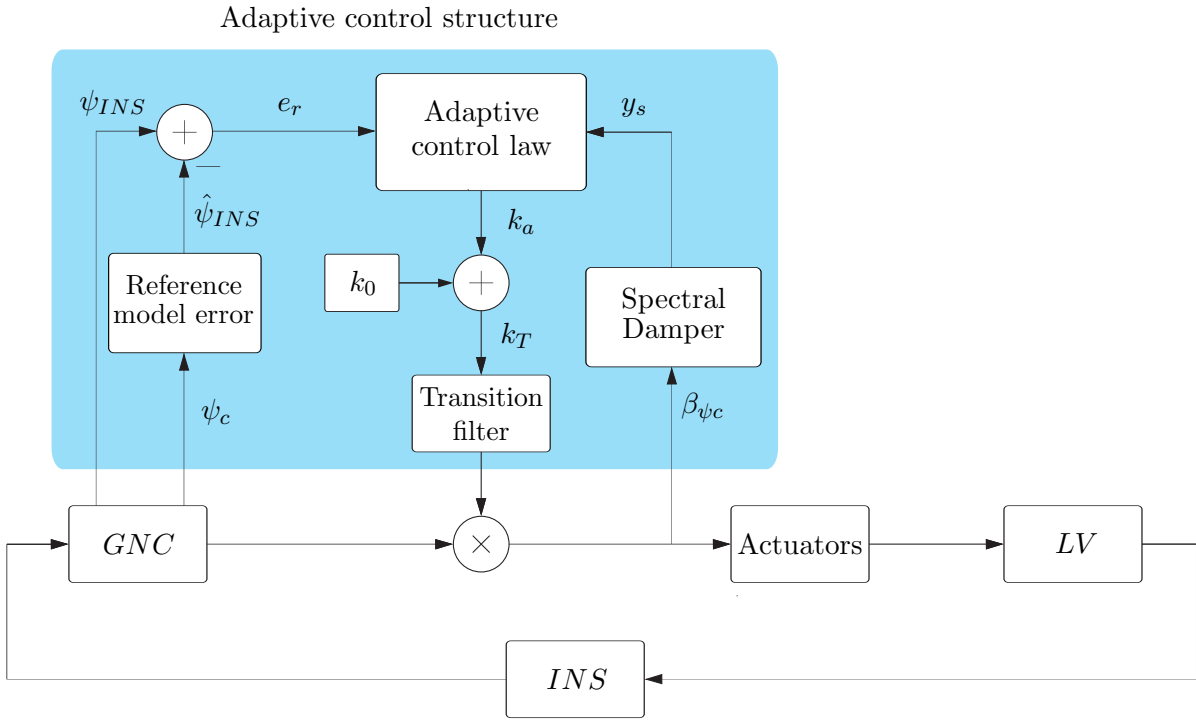 Adaptive control structure
ψ_INS
+
−
e_r
Adaptive
control law
y_s
ψ̂_INS
k_a
Reference
model error
k_0
+
Spectral
Damper
k_T
ψ_c
Transition
filter
β_ψc
GNC
×
Actuators
LV
INS